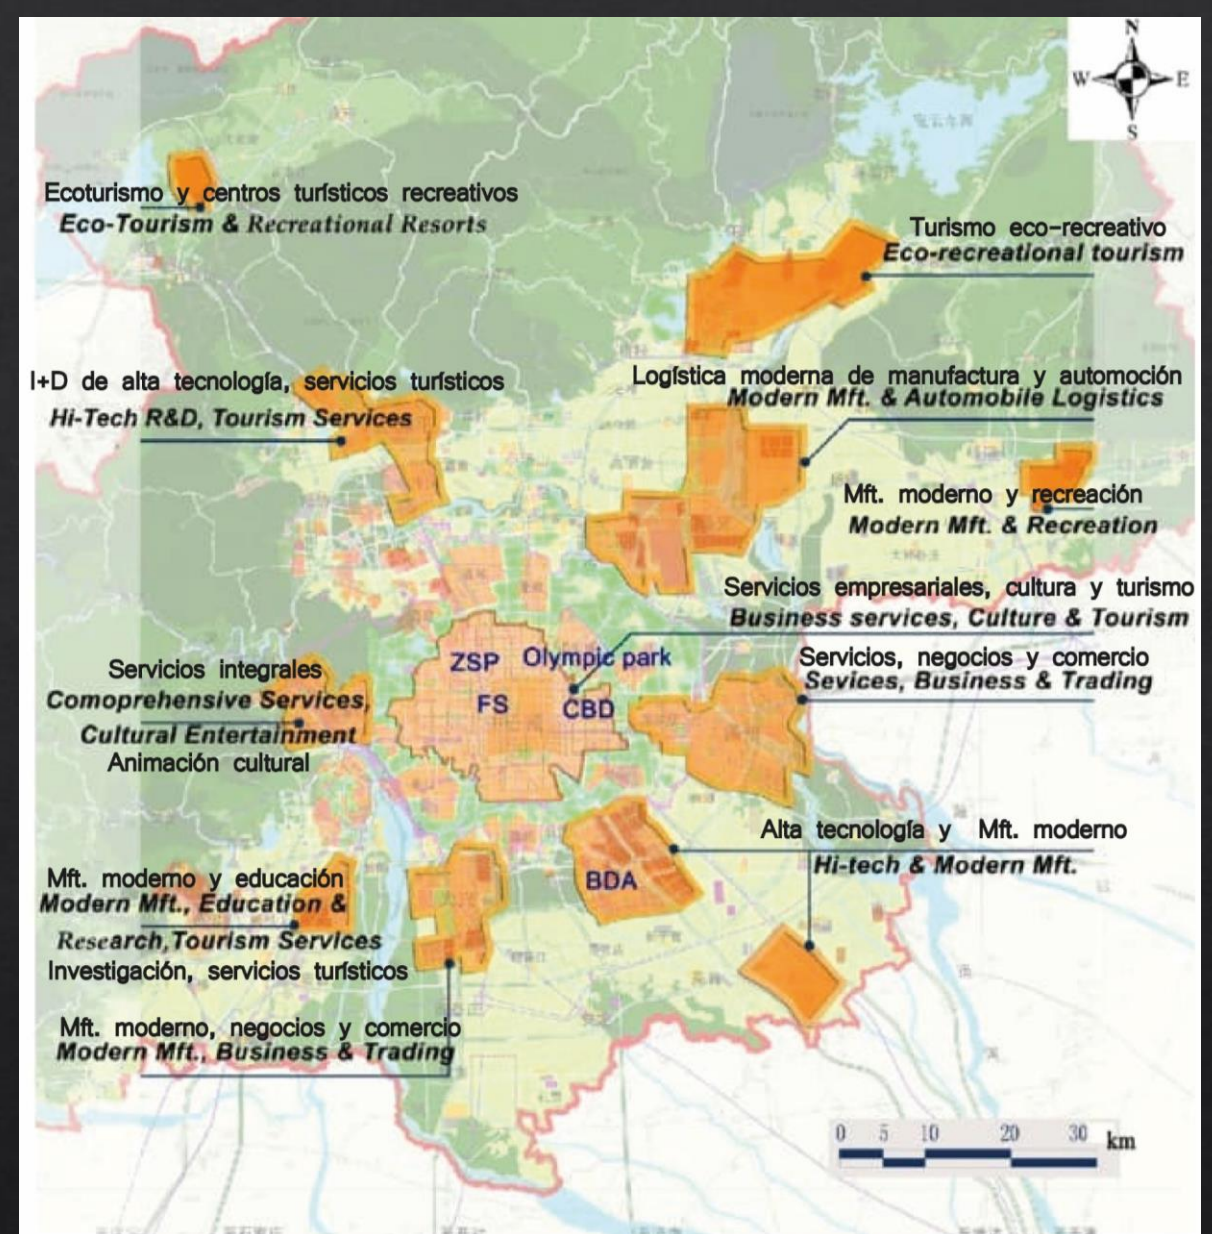 N
W E
S
Ecoturismo y centros turísticos recreativos
Eco-Tourism & Recreational Resorts
Turismo eco-recreativo
Eco-recreational tourism
I+D de alta tecnología, servicios turísticos
Hi-Tech R&D, Tourism Services
Logística moderna de manufactura y automoción
Modern Mft. & Automobile Logistics
Mft. moderno y recreación
Modern Mft. & Recreation
Servicios empresariales, cultura y turismo
Business services, Culture & Tourism
ZSP
Olympic park
FS
CBD
Servicios integrales
Comoprehensive Services,
Cultural Entertainment
Animación cultural
Servicios, negocios y comercio
Sevices, Business & Trading
Alta tecnología y Mft. moderno
Hi-tech & Modern Mft.
BDA
Mft. moderno y educación
Modern Mft., Education &
Research,Tourism Services
Investigación, servicios turísticos
Mft. moderno, negocios y comercio
Modern Mft., Business & Trading
0 5 10 20 30 km